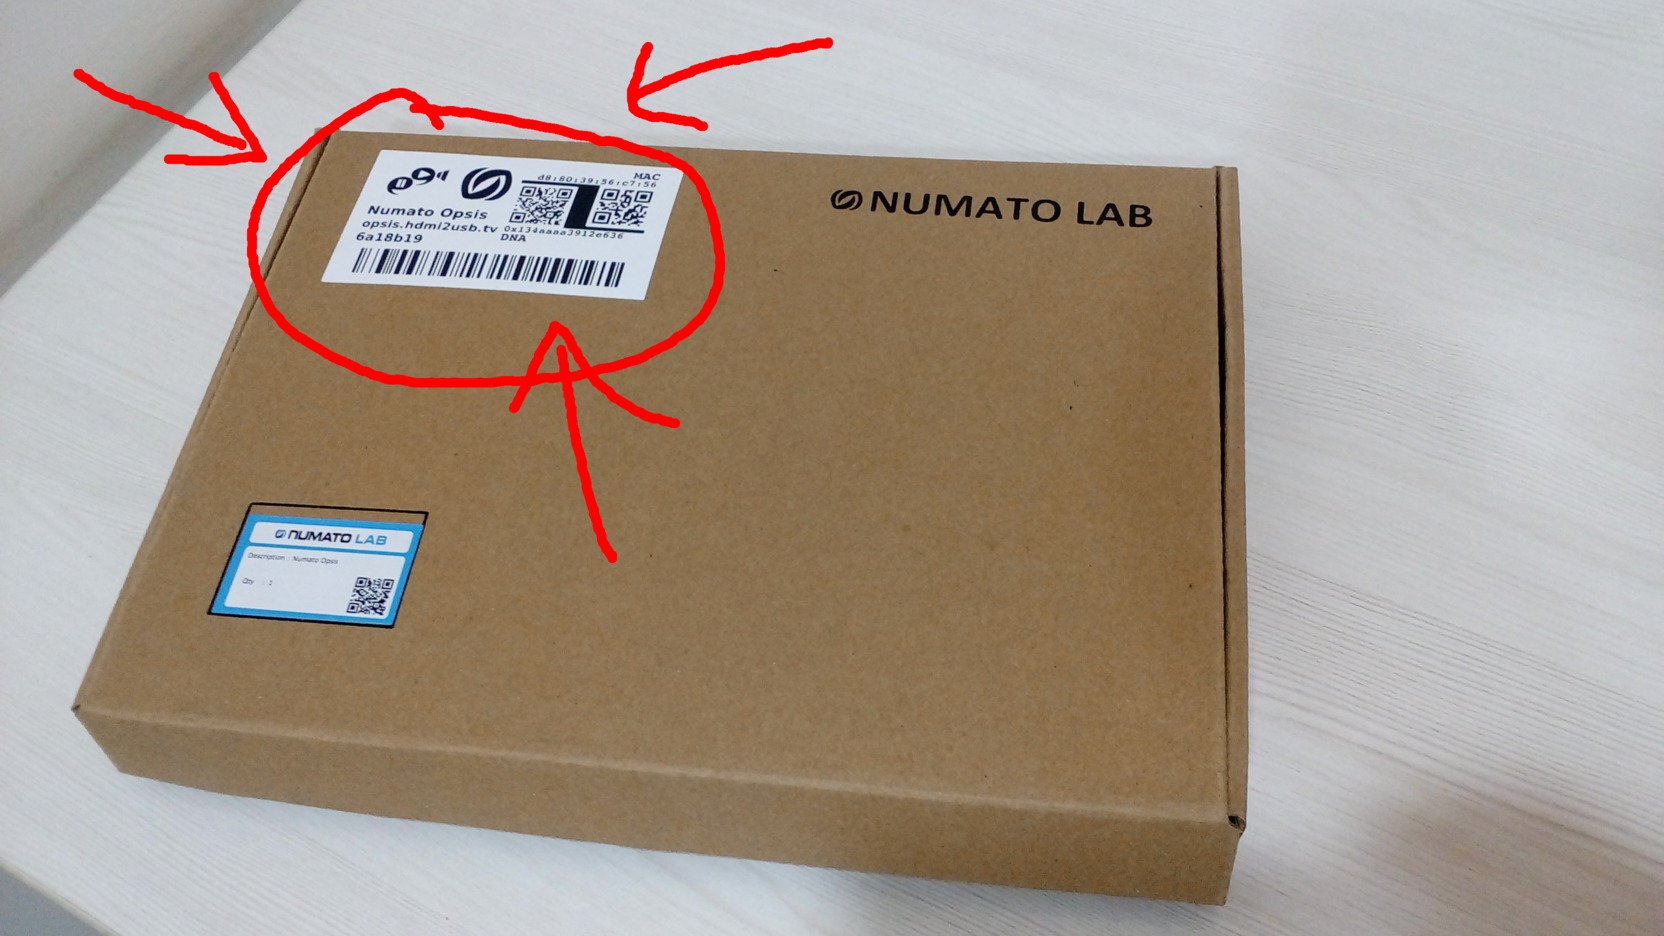 MAC
d8:80:39:56:c7:56
Numato Opsis
opsis.hdmi2usb.tv
0x134aaaa3912e636
DNA
6a18b19
NUMATO LAB
NUMATO LAB
Description : Numato Opsis
Qty : 1